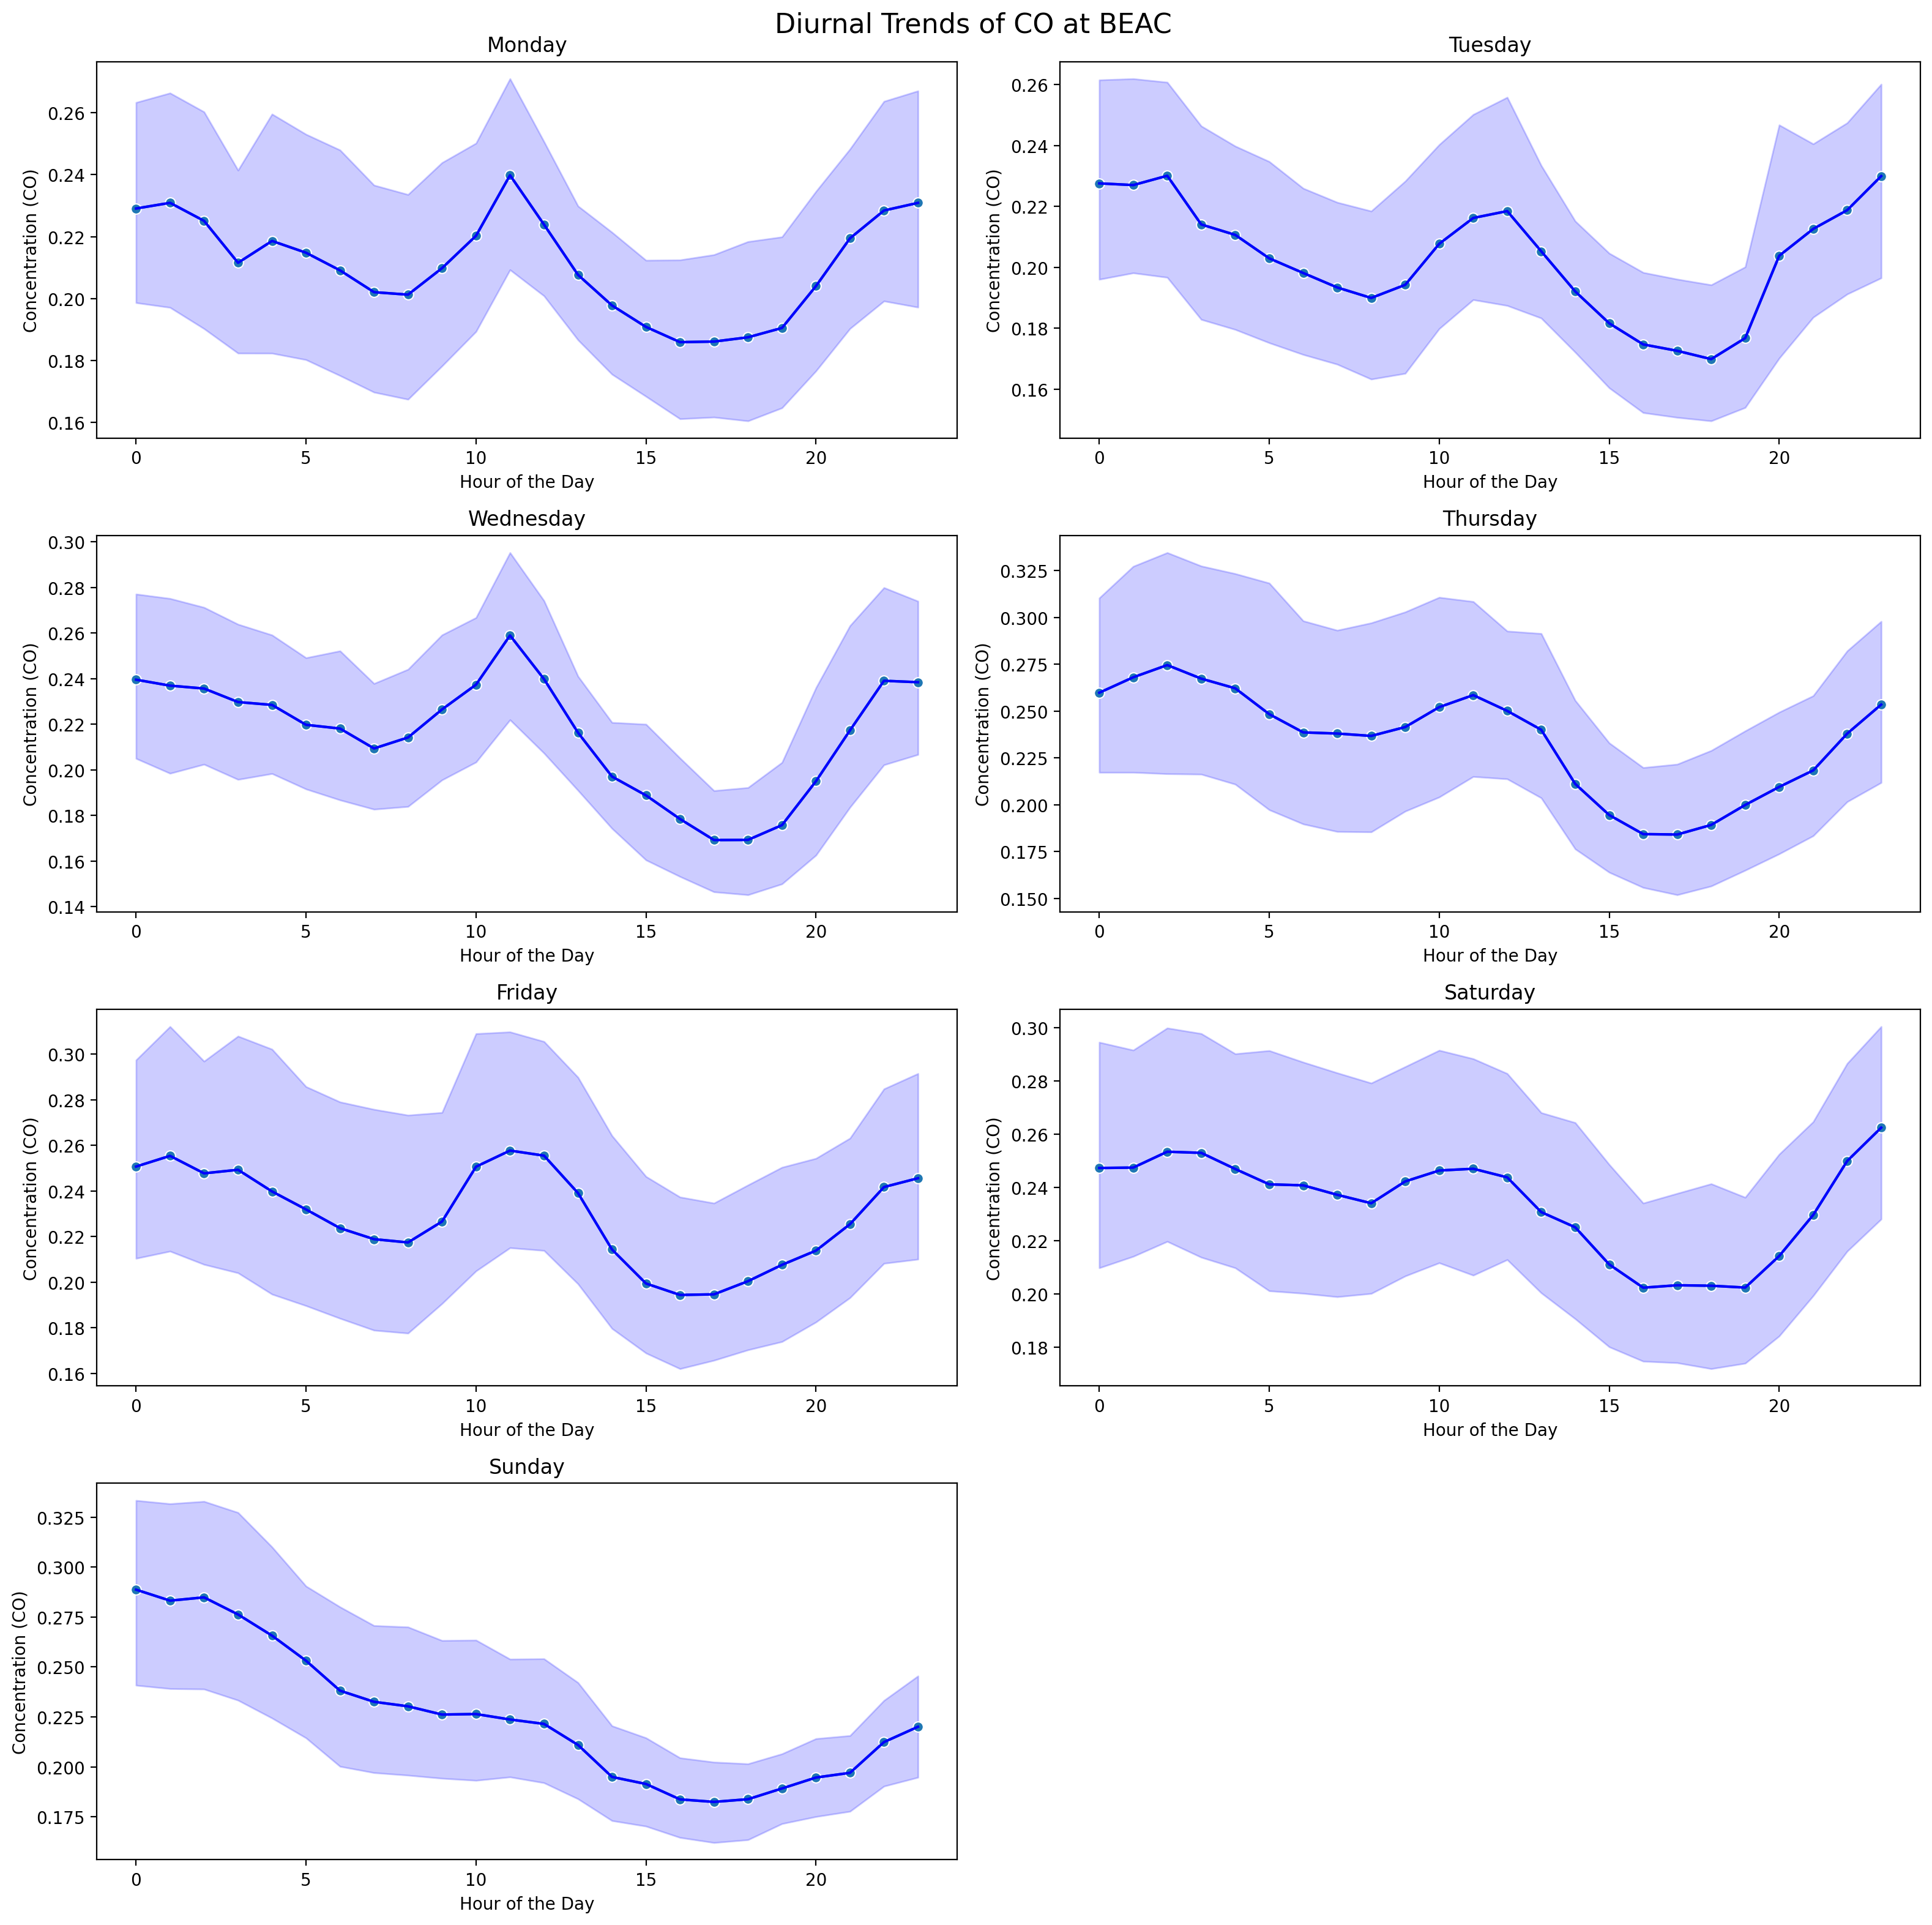 Diurnal Trends of CO at BEAC
Monday
Concentration (CO)
0.26
0.24
0.22
0.20
0.18
0.16
0 5 10 15 20
Hour of the Day
Tuesday
Concentration (CO)
0.26
0.24
0.22
0.20
0.18
0.16
0 5 10 15 20
Hour of the Day
Wednesday
Concentration (CO)
0.30
0.28
0.26
0.24
0.22
0.20
0.18
0.16
0.14
0 5 10 15 20
Hour of the Day
Thursday
Concentration (CO)
0.325
0.300
0.275
0.250
0.225
0.200
0.175
0.150
0 5 10 15 20
Hour of the Day
Friday
Concentration (CO)
0.30
0.28
0.26
0.24
0.22
0.20
0.18
0.16
0 5 10 15 20
Hour of the Day
Saturday
Concentration (CO)
0.30
0.28
0.26
0.24
0.22
0.20
0.18
0 5 10 15 20
Hour of the Day
Sunday
Concentration (CO)
0.325
0.300
0.275
0.250
0.225
0.200
0.175
0 5 10 15 20
Hour of the Day